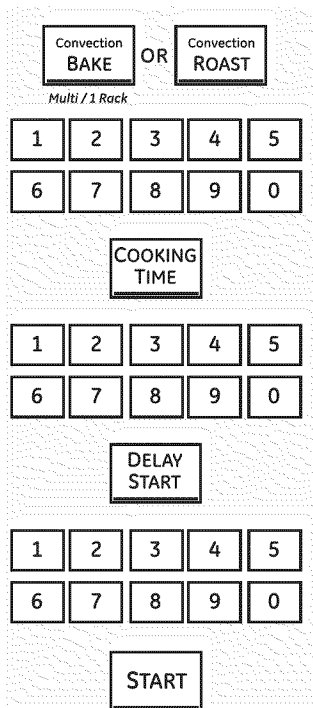 Convection Convection
BAKE OR ROAST
Multi / 1 Rack
1 2 3 4 5
6 7 8 9 0
COOKING
TIME
1 2 3 4 5
6 7 8 9 0
DELAY
START
1 2 3 4 5
6 7 8 9 0
START